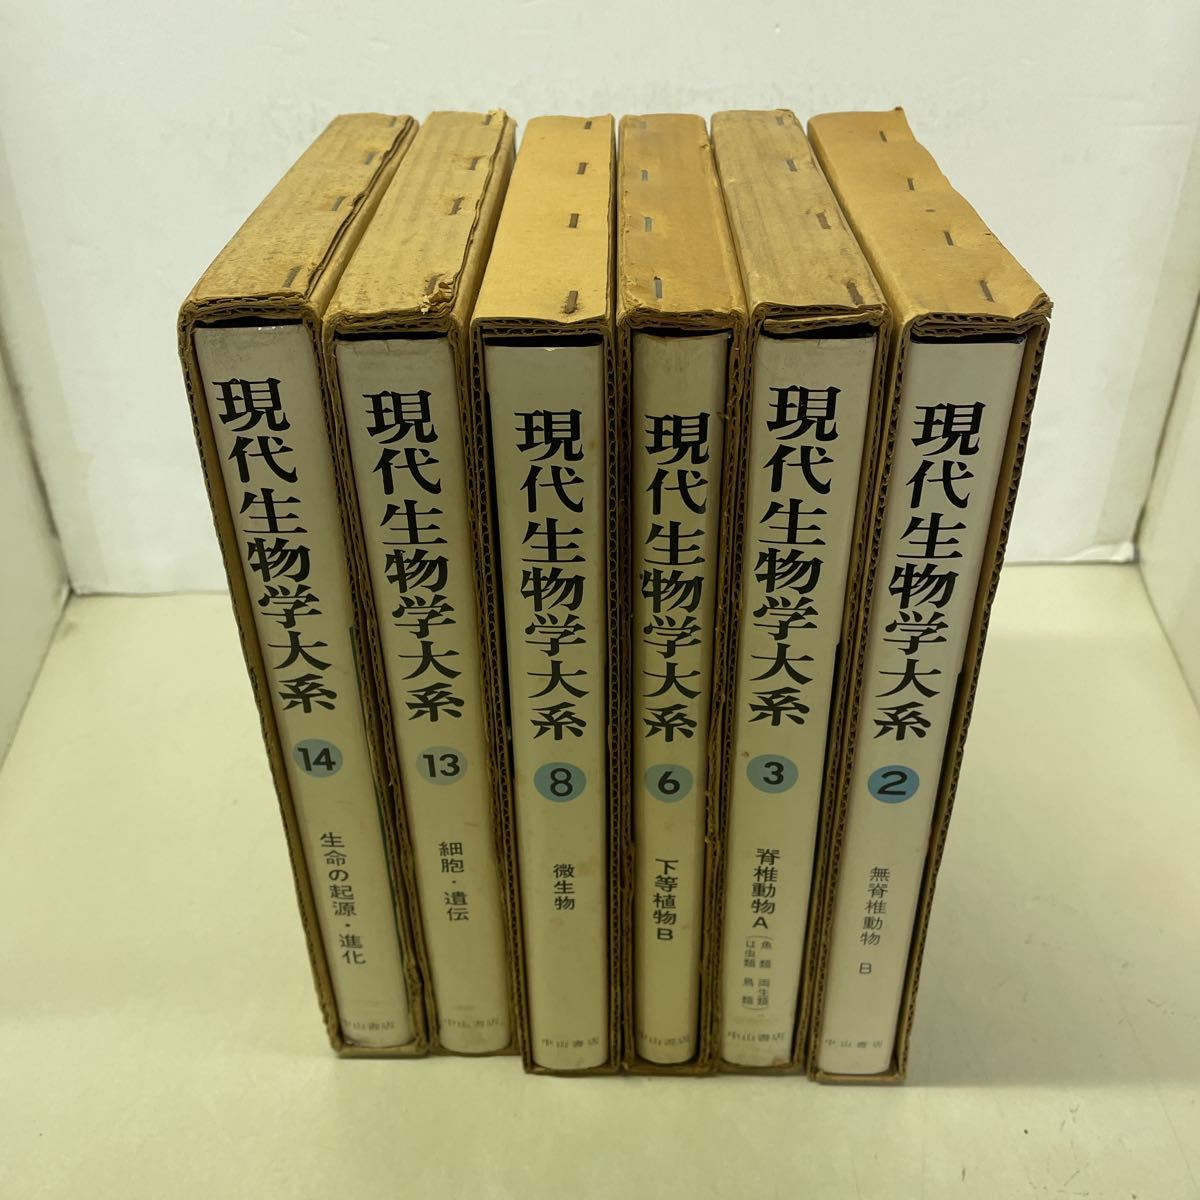 現代生物学大系
14
生命の起源・進化
中山書店
現代生物学大系
13
細胞・遺伝
中山書店
現代生物学大系
8
微生物
中山書店
現代生物学大系
6
下等植物B
中山書店
現代生物学大系
3
脊椎動物A
(魚類 両生類
は虫類 鳥類)
中山書店
現代生物学大系
2
無脊椎動物 B
中山書店